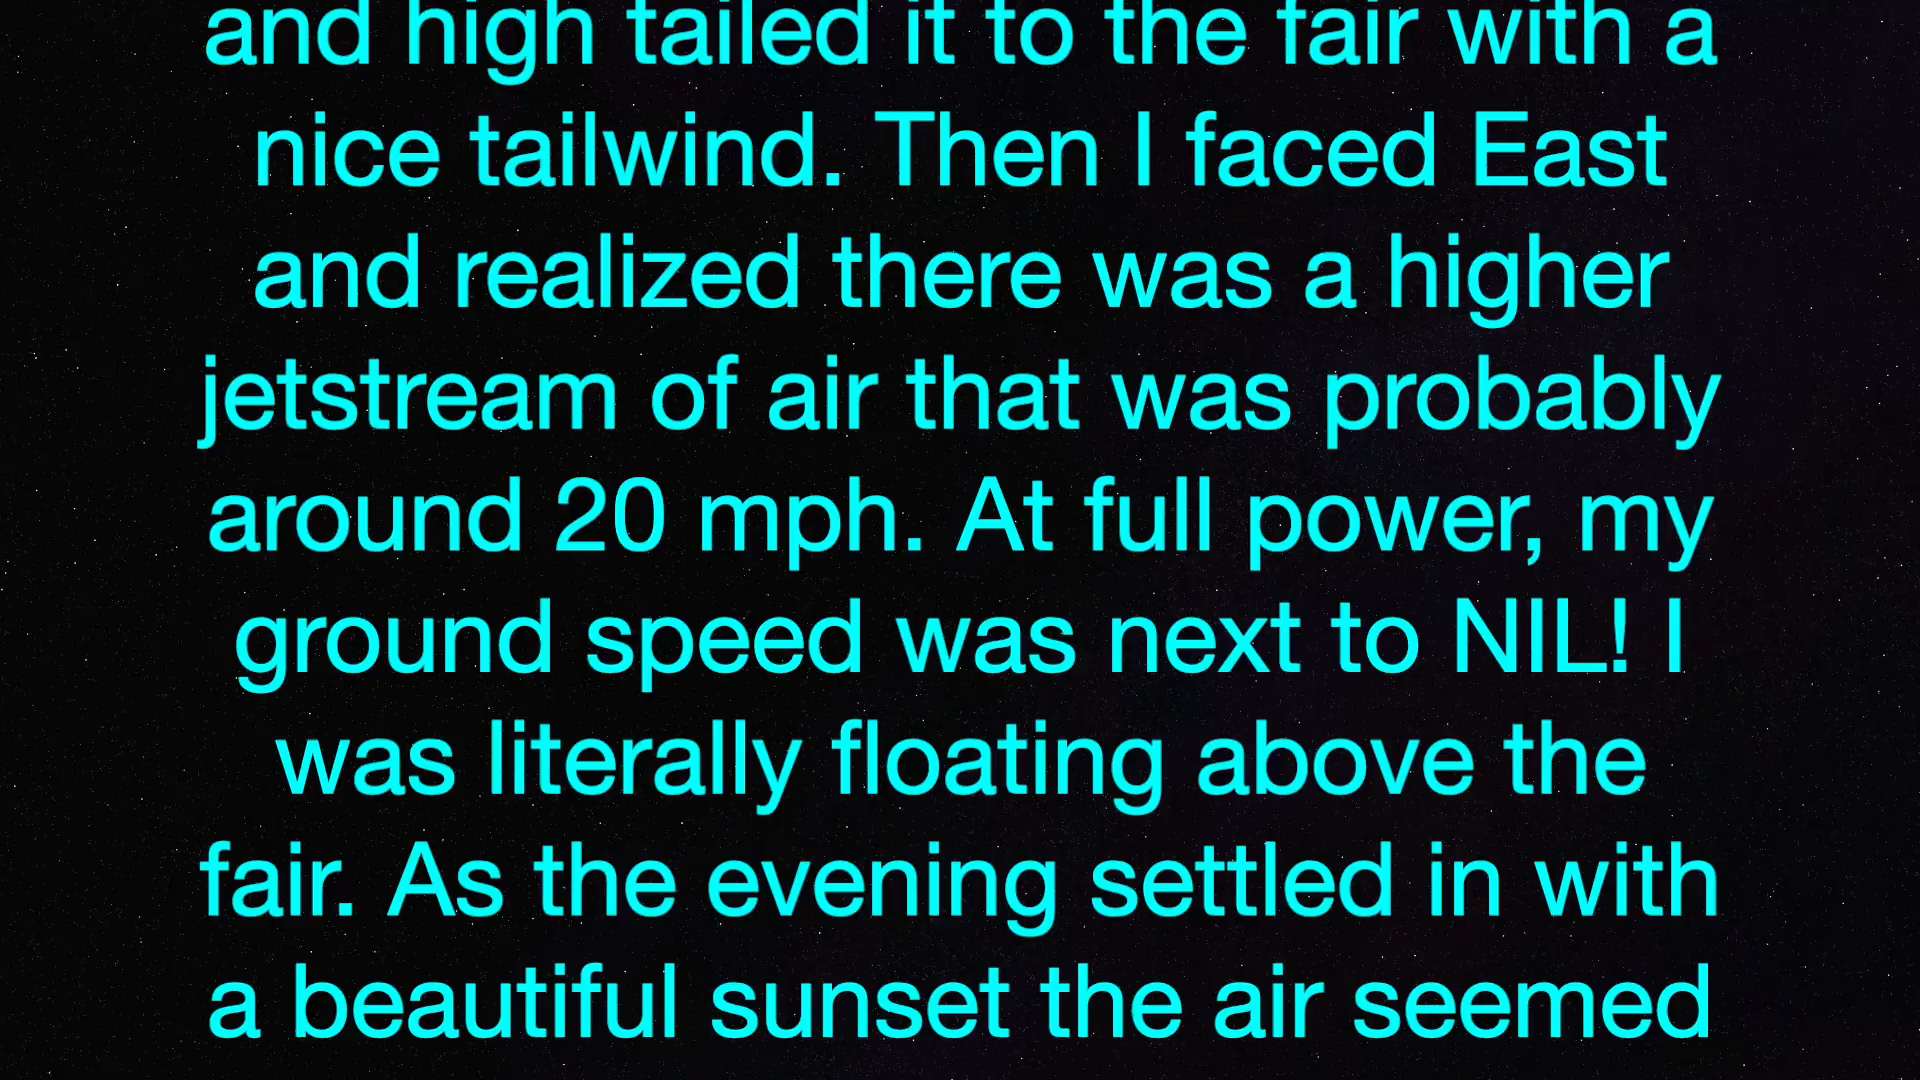 and high tailed it to the fair with a
nice tailwind. Then I faced East
and realized there was a higher
jetstream of air that was probably
around 20 mph. At full power, my
ground speed was next to NIL! I
was literally floating above the
fair. As the evening settled in with
a beautiful sunset the air seemed